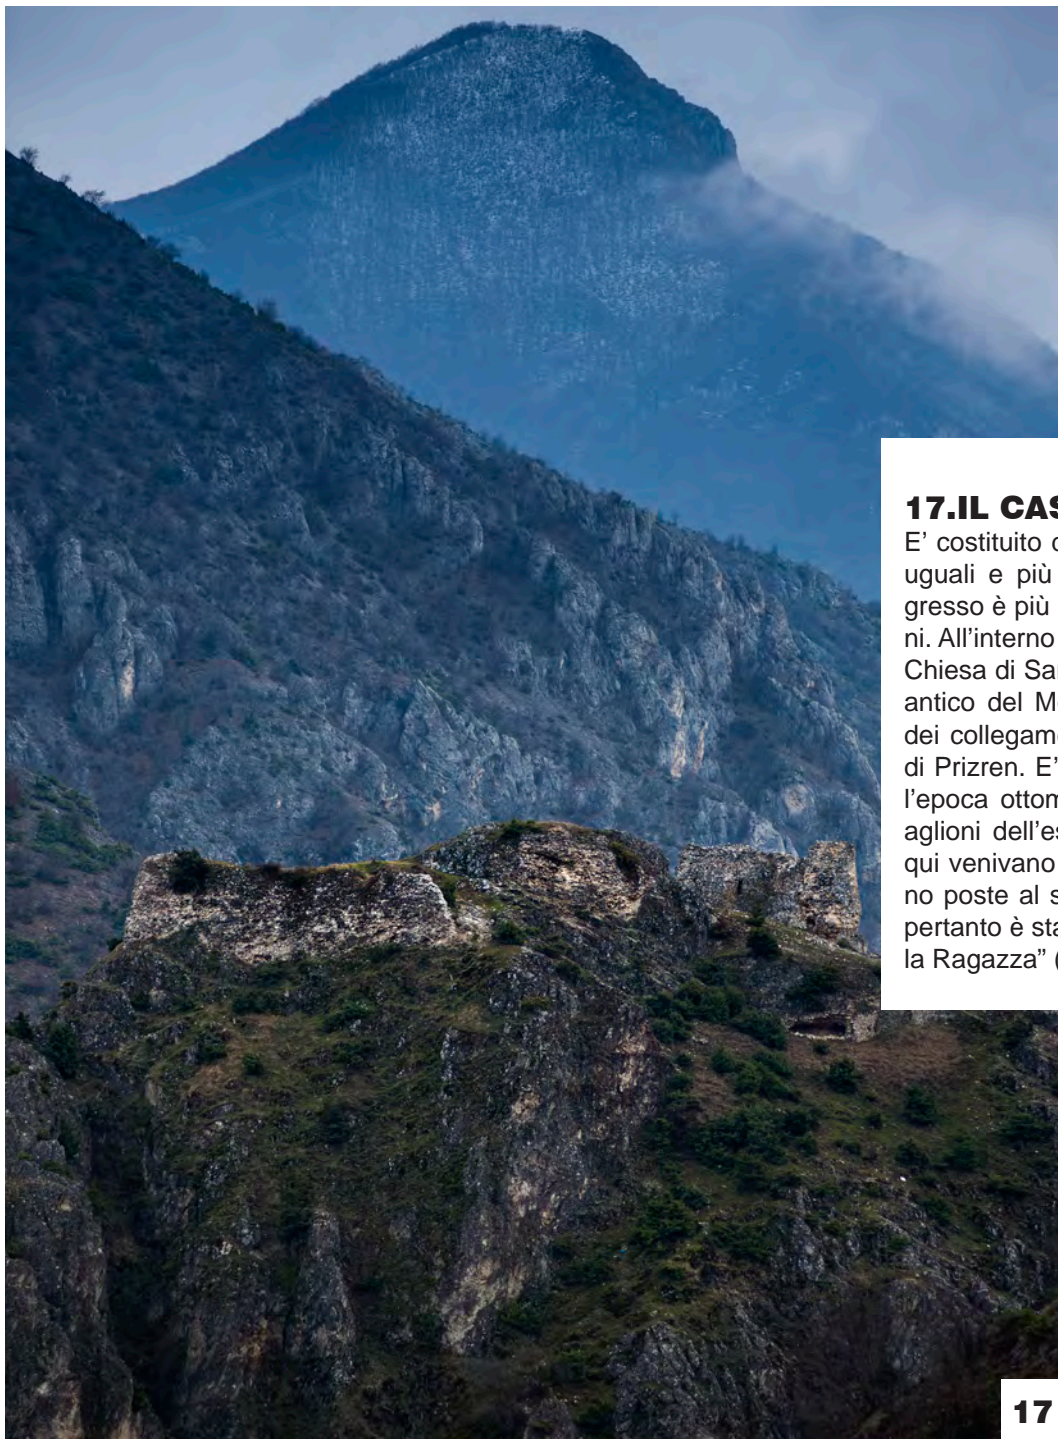 17.IL CAS
E’ costituito
uguali e più
gresso è più
ni. All’interno
Chiesa di Sa
antico del M
dei collegam
di Prizren. E’
l’epoca ottom
aglioni dell’es
qui venivano
no poste al s
pertanto è sta
la Ragazza” (
17